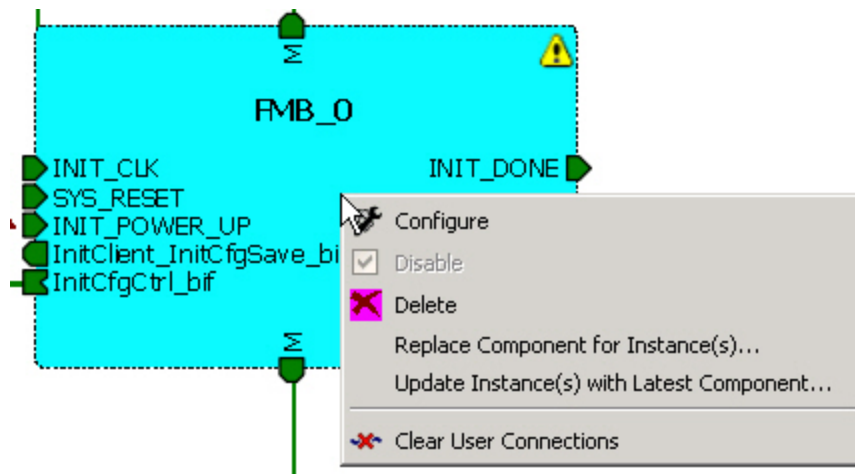 M
FMB_0
INIT_CLK
INIT_DONE
SYS_RESET
INIT_POWER_UP
InitClient_InitCfgSave_bi
InitCfgCtrl_bif
M
Configure
Disable
Delete
Replace Component for Instance(s)...
Update Instance(s) with Latest Component...
Clear User Connections